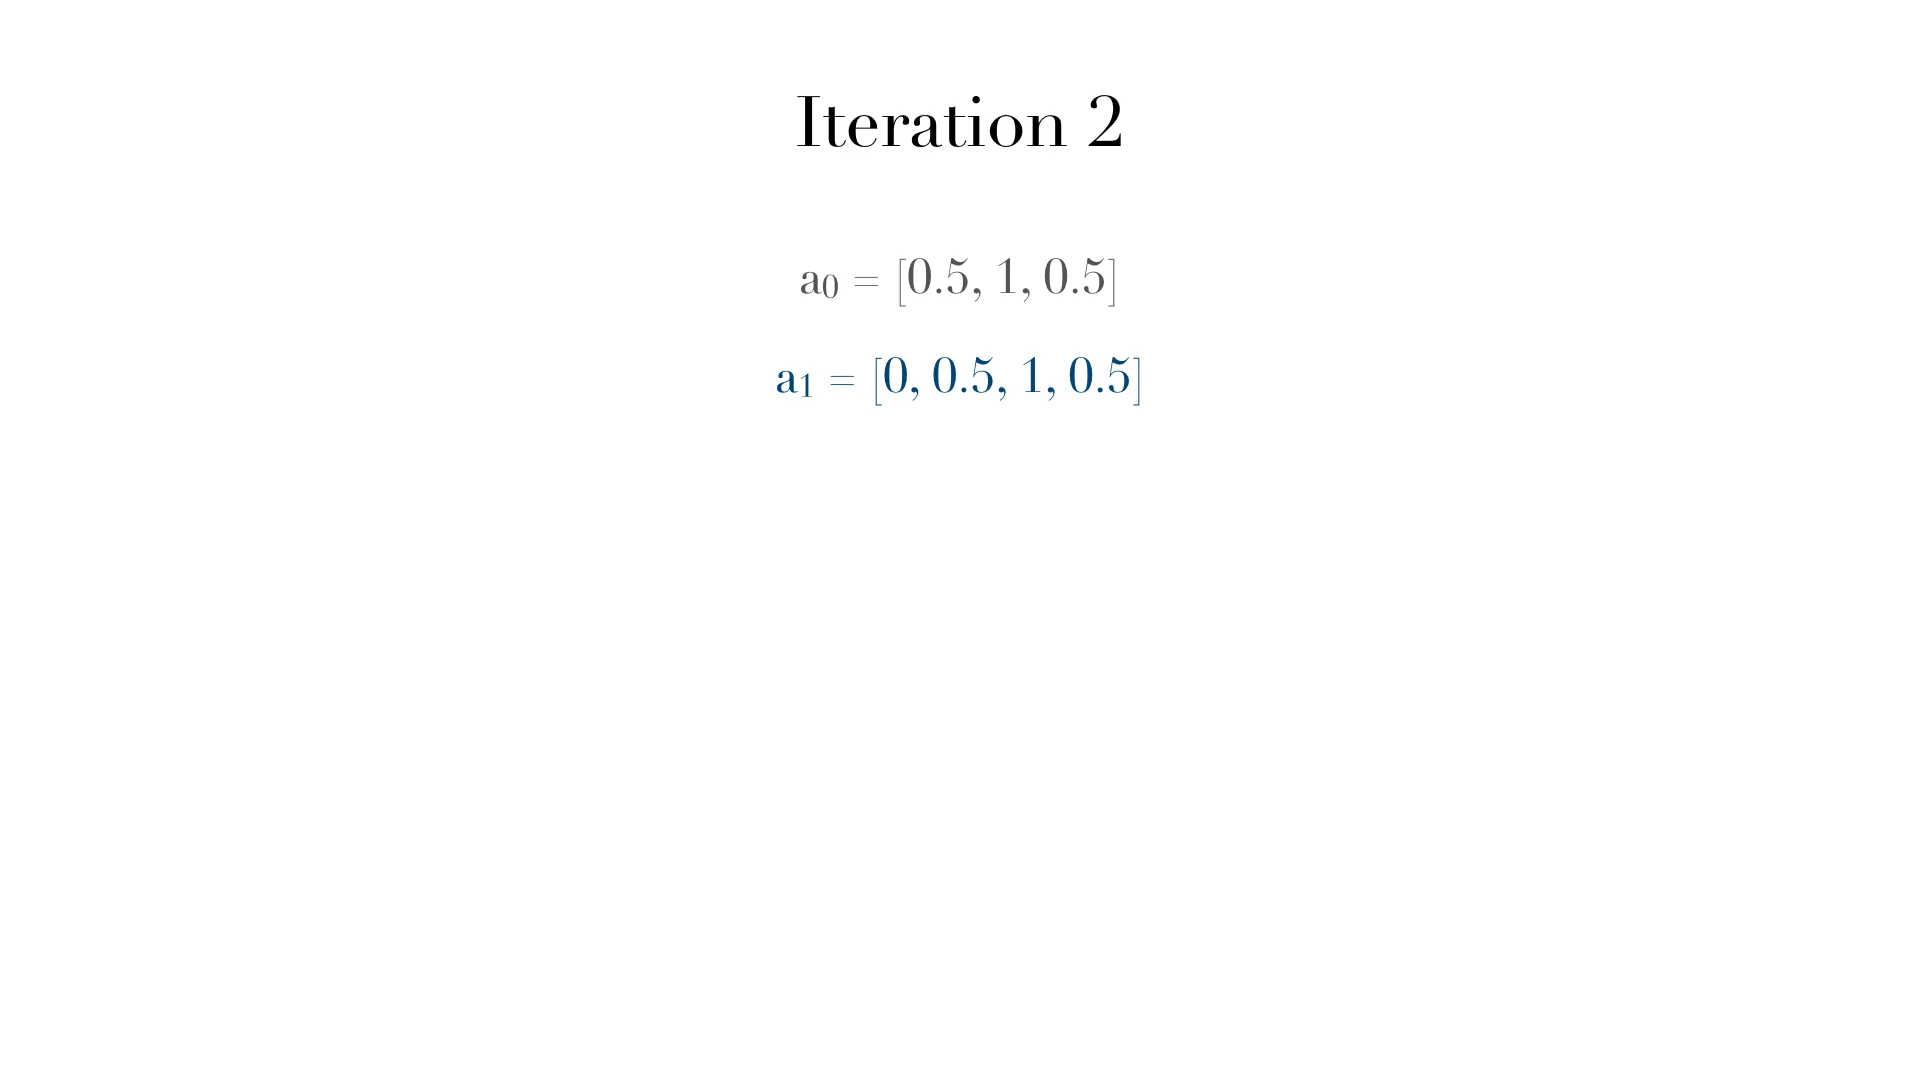 Iteration 2
a₀ = [0.5, 1, 0.5]
a₁ = [0, 0.5, 1, 0.5]